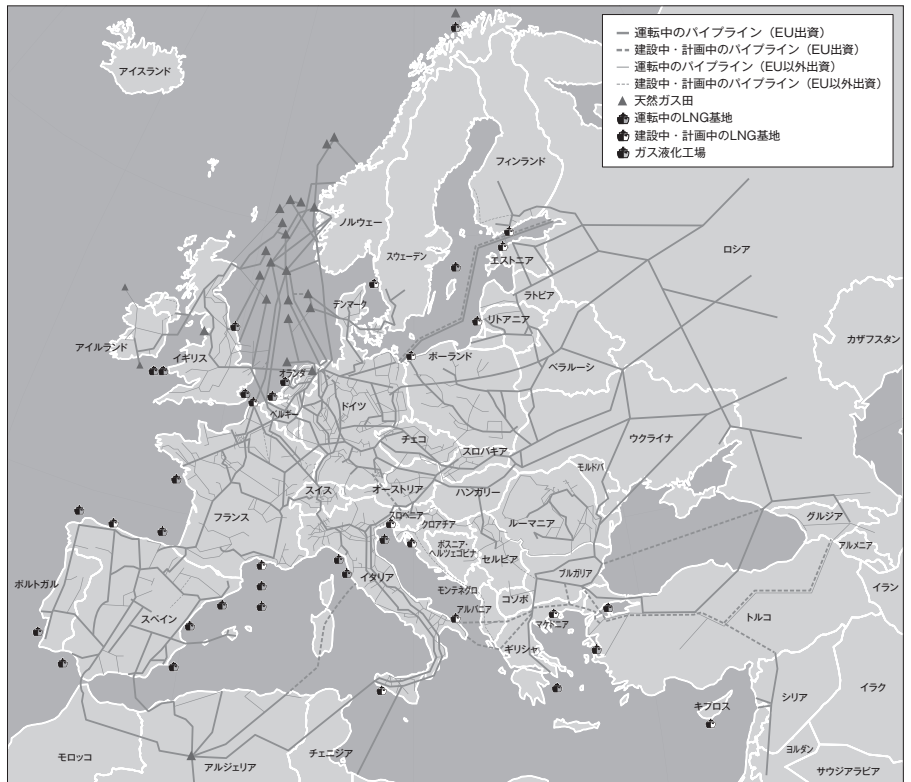 運転中のパイプライン（EU出資）
建設中・計画中のパイプライン（EU出資）
運転中のパイプライン（EU以外出資）
建設中・計画中のパイプライン（EU以外出資）
天然ガス田
運転中のLNG基地
建設中・計画中のLNG基地
ガス液化工場
アイスランド
フィンランド
ノルウェー
スウェーデン
ロシア
エストニア
デンマーク
ラトビア
リトアニア
アイルランド
イギリス
カザフスタン
ポーランド
ベラルーシ
オランダ
ドイツ
ベルギー
チェコ
ウクライナ
スロバキア
モルドバ
スイス
オーストリア
ハンガリー
フランス
スロベニア
クロアチア
ルーマニア
グルジア
ボスニア・
ヘルツェゴビナ
セルビア
アルメニア
イタリア
ブルガリア
ポルトガル
モンテネグロ
コソボ
イラン
スペイン
アルバニア
マケドニア
トルコ
ギリシャ
キプロス
シリア
イラク
モロッコ
アルジェリア
チェニジア
ヨルダン
サウジアラビア